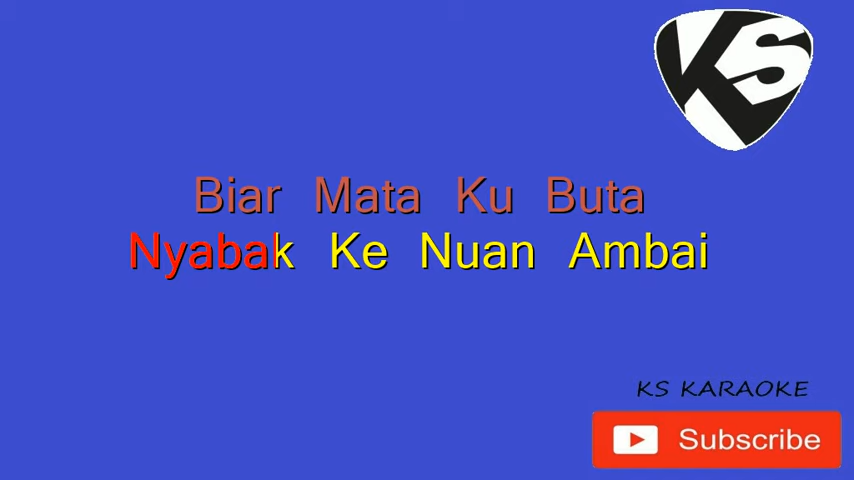 KS
Biar Mata Ku Buta
Nyabak Ke Nuan Ambai
KS KARAOKE
Subscribe